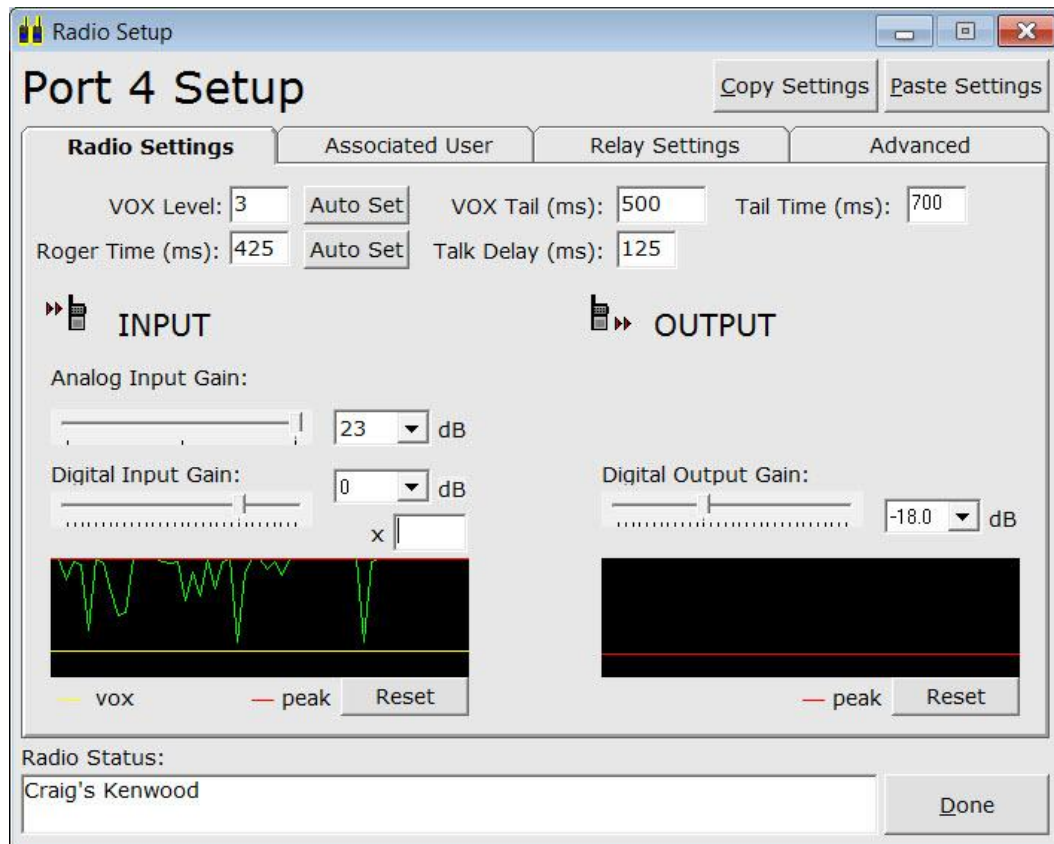 Radio Setup
Port 4 Setup
Copy Settings
Paste Settings
Radio Settings
Associated User
Relay Settings
Advanced
VOX Level: 3 Auto Set VOX Tail (ms): 500 Tail Time (ms): 700
Roger Time (ms): 425 Auto Set Talk Delay (ms): 125
INPUT
OUTPUT
Analog Input Gain:
23 dB
Digital Input Gain:
0 dB
x
Digital Output Gain:
-18.0 dB
vox
peak
Reset
peak
Reset
Radio Status:
Craig's Kenwood
Done